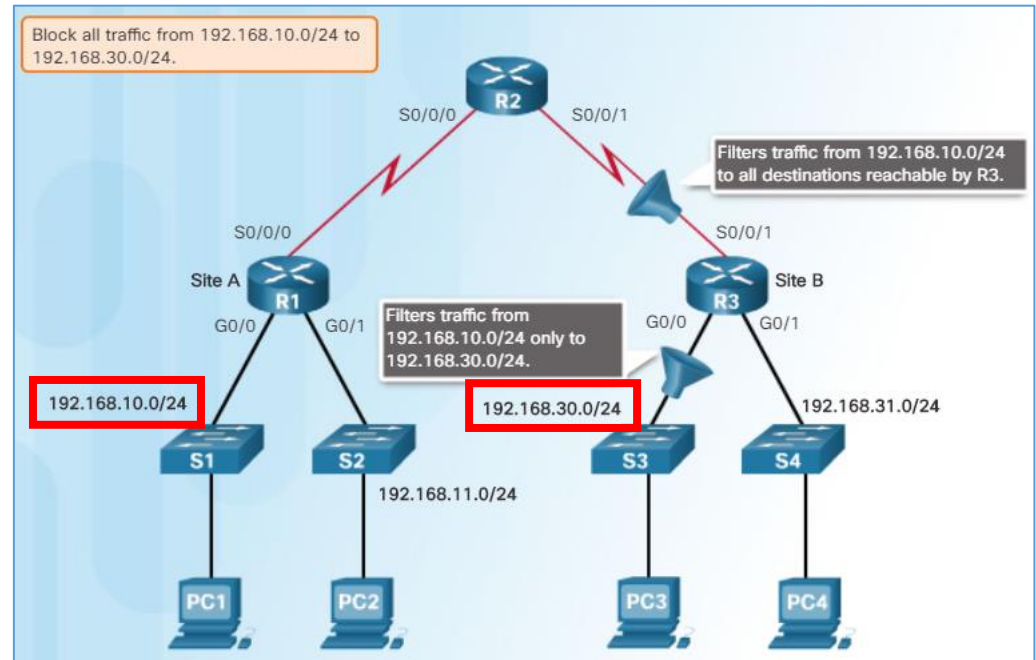 Block all traffic from 192.168.10.0/24 to
192.168.30.0/24.
R2
S0/0/0
S0/0/1
Filters traffic from 192.168.10.0/24
to all destinations reachable by R3.
S0/0/0
S0/0/1
Site A
R1
R3
Site B
G0/0
G0/1
Filters traffic from
192.168.10.0/24 only to
192.168.30.0/24.
G0/0
G0/1
192.168.10.0/24
192.168.30.0/24
192.168.31.0/24
S1
S2
S3
S4
192.168.11.0/24
PC1
PC2
PC3
PC4